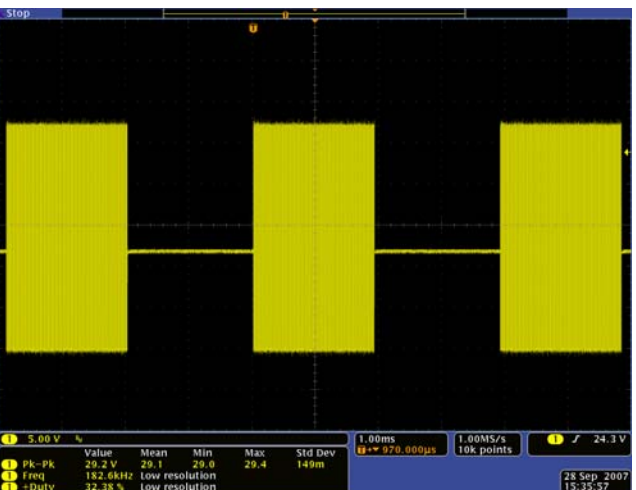 Stop
1 5.00 V
Value Mean Min Max Std Dev
1 Pk-Pk 29.2 V 29.1 29.0 29.4 149m
1 Freq 182.6kHz Low resolution
1 +Duty 32.38 % Low resolution
1.00ms
970.000µs
1.00MS/s
10k points
1 24.3 V
28 Sep 2007
15:35:57